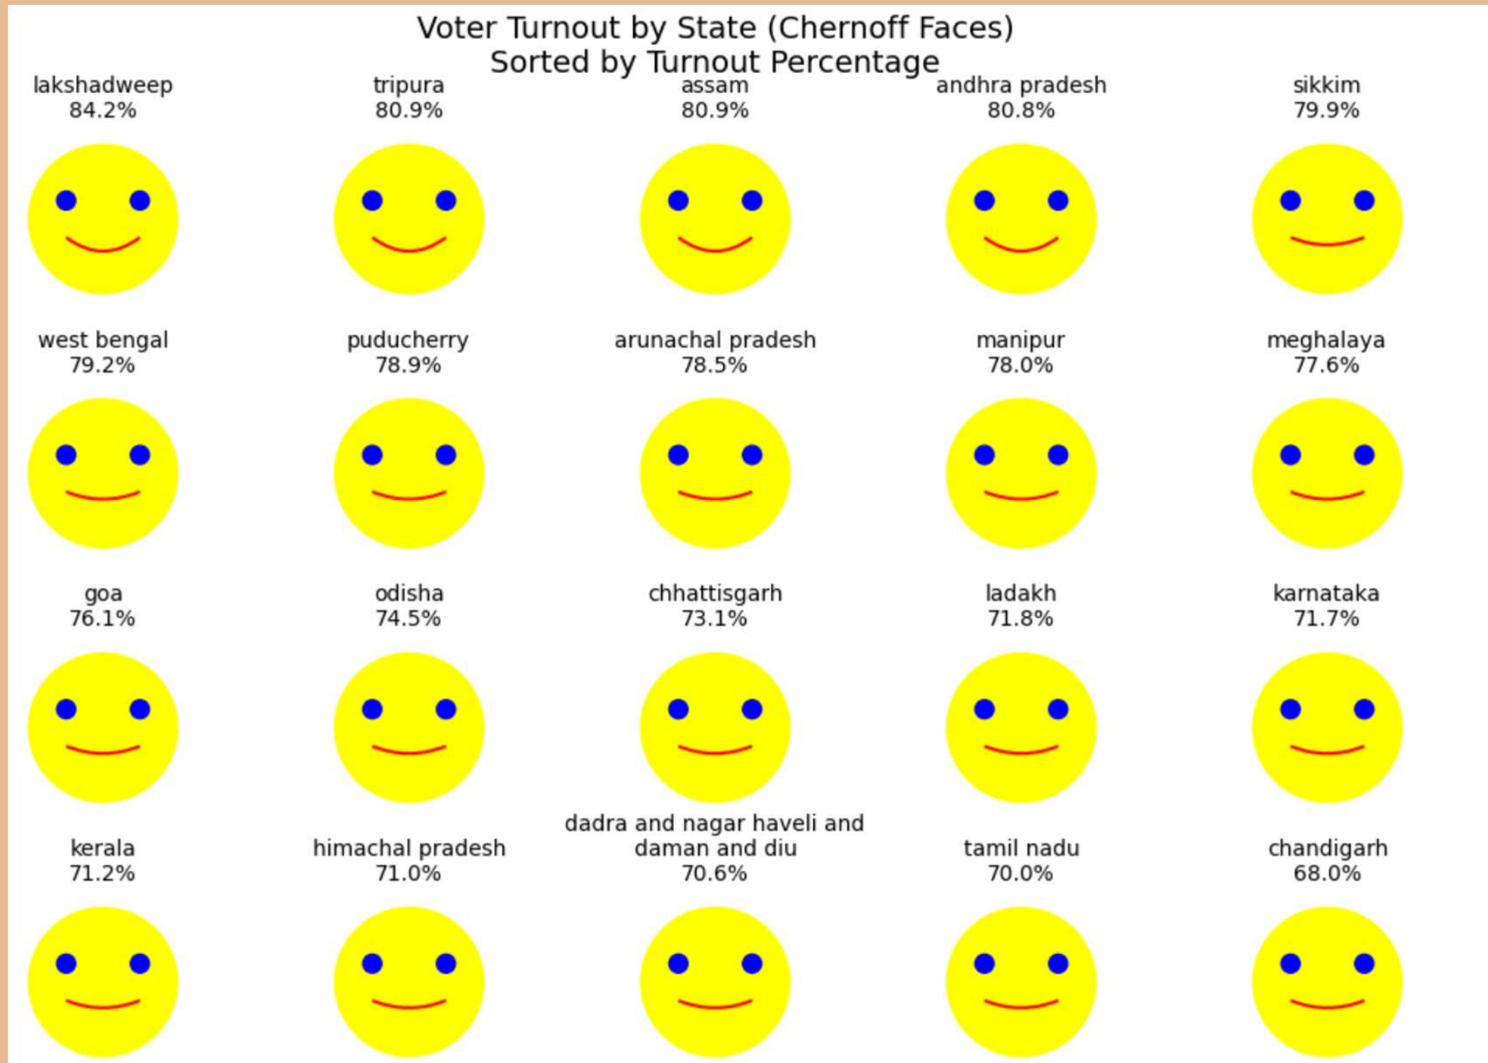 Voter Turnout by State (Chernoff Faces)
Sorted by Turnout Percentage
lakshadweep
84.2%
tripura
80.9%
assam
80.9%
andhra pradesh
80.8%
sikkim
79.9%
west bengal
79.2%
puducherry
78.9%
arunachal pradesh
78.5%
manipur
78.0%
meghalaya
77.6%
goa
76.1%
odisha
74.5%
chhattisgarh
73.1%
ladakh
71.8%
karnataka
71.7%
kerala
71.2%
himachal pradesh
71.0%
dadra and nagar haveli and
daman and diu
70.6%
tamil nadu
70.0%
chandigarh
68.0%